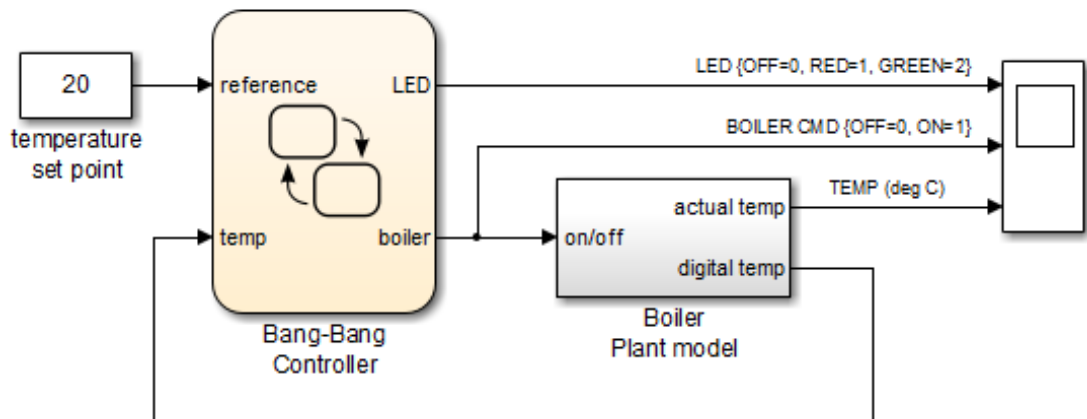 20
temperature
set point
reference
LED
temp
boiler
Bang-Bang
Controller
LED {OFF=0, RED=1, GREEN=2}
BOILER CMD {OFF=0, ON=1}
TEMP (deg C)
on/off
actual temp
digital temp
Boiler
Plant model